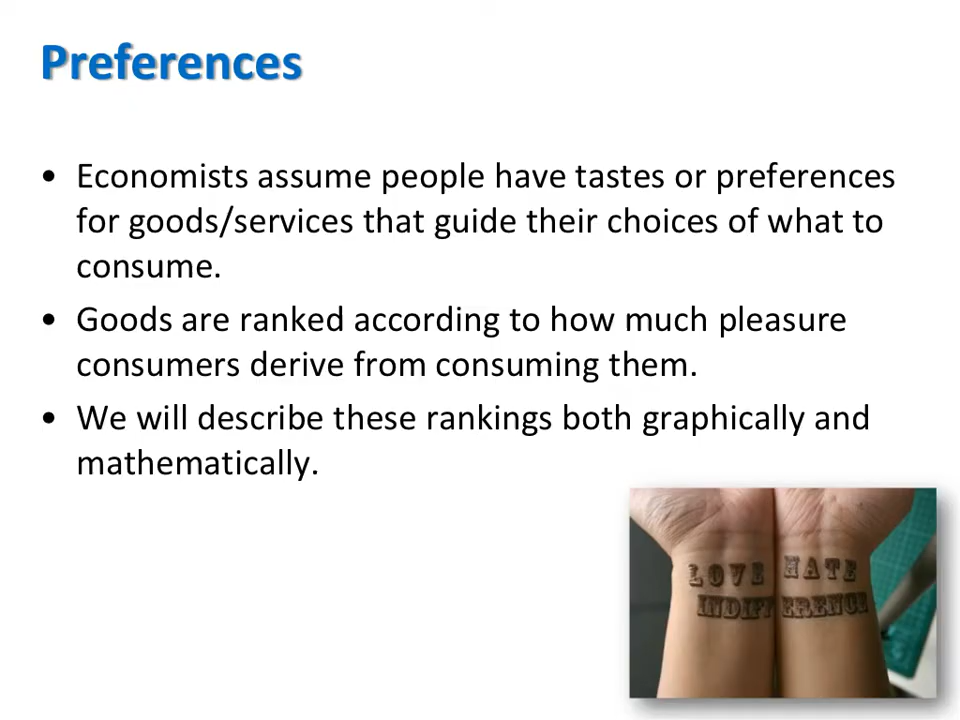 Preferences
• Economists assume people have tastes or preferences
for goods/services that guide their choices of what to
consume.
• Goods are ranked according to how much pleasure
consumers derive from consuming them.
• We will describe these rankings both graphically and
mathematically.
LOVE HATE
INDIFFERENCE